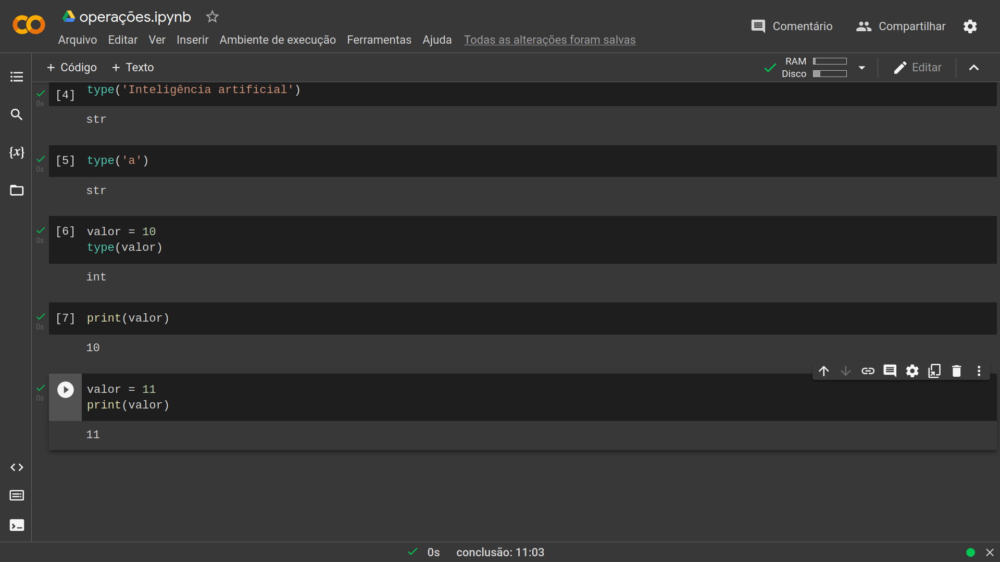 operações.ipynb
Comentário Compartilhar
Arquivo Editar Ver Inserir Ambiente de execução Ferramentas Ajuda Todas as alterações foram salvas
+ Código + Texto
RAM
Disco
Editar
[4] type('Inteligência artificial')
0s
str
[5] type('a')
0s
str
[6] valor = 10
0s
type(valor)
int
[7] print(valor)
0s
10
valor = 11
0s
print(valor)
11
{x}
0s conclusão: 11:03